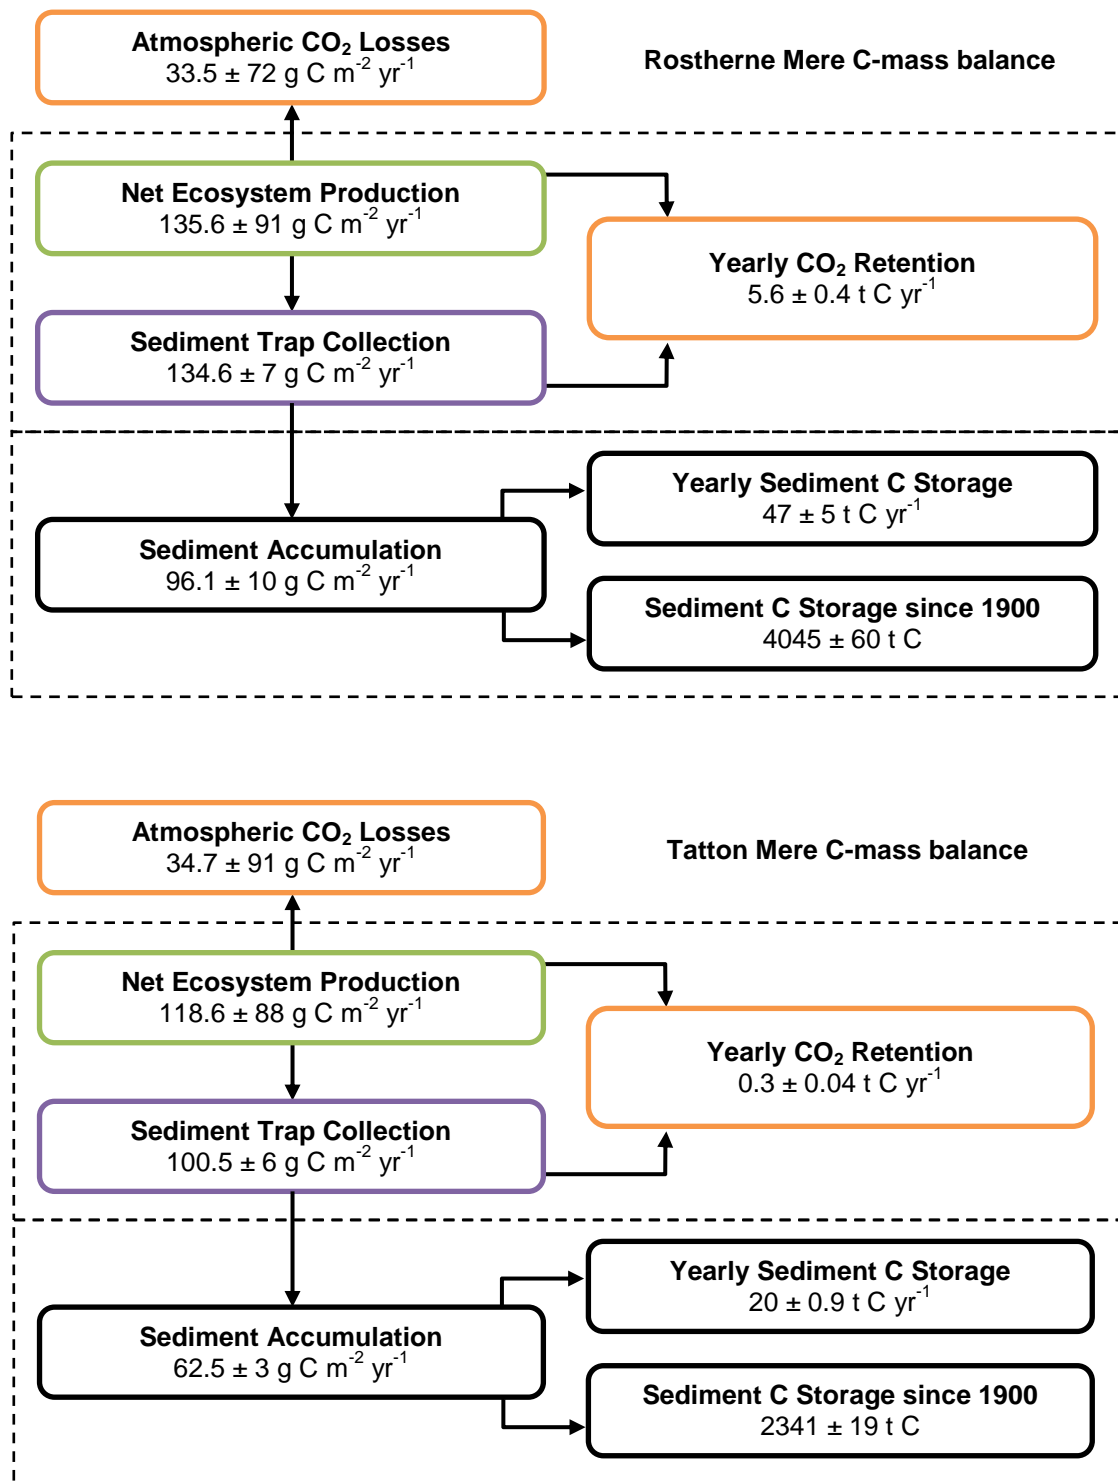 Atmospheric CO₂ Losses
33.5 ± 72 g C m⁻² yr⁻¹
Rostherne Mere C-mass balance
Net Ecosystem Production
135.6 ± 91 g C m⁻² yr⁻¹
Yearly CO₂ Retention
5.6 ± 0.4 t C yr⁻¹
Sediment Trap Collection
134.6 ± 7 g C m⁻² yr⁻¹
Yearly Sediment C Storage
47 ± 5 t C yr⁻¹
Sediment Accumulation
96.1 ± 10 g C m⁻² yr⁻¹
Sediment C Storage since 1900
4045 ± 60 t C
Atmospheric CO₂ Losses
34.7 ± 91 g C m⁻² yr⁻¹
Tatton Mere C-mass balance
Net Ecosystem Production
118.6 ± 88 g C m⁻² yr⁻¹
Yearly CO₂ Retention
0.3 ± 0.04 t C yr⁻¹
Sediment Trap Collection
100.5 ± 6 g C m⁻² yr⁻¹
Yearly Sediment C Storage
20 ± 0.9 t C yr⁻¹
Sediment Accumulation
62.5 ± 3 g C m⁻² yr⁻¹
Sediment C Storage since 1900
2341 ± 19 t C